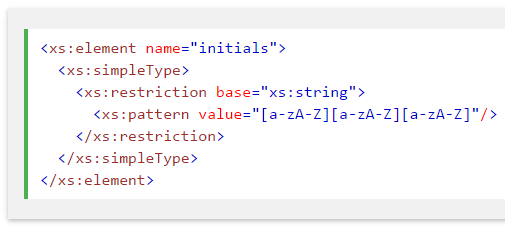 <xs:element name="initials">
  <xs:simpleType>
    <xs:restriction base="xs:string">
      <xs:pattern value="[a-zA-Z][a-zA-Z][a-zA-Z]"/>
    </xs:restriction>
  </xs:simpleType>
</xs:element>